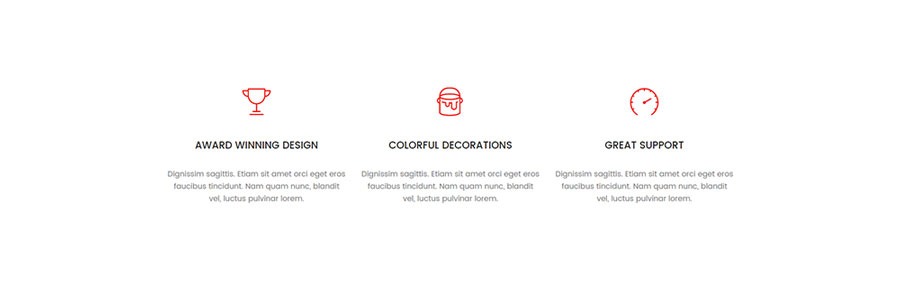 AWARD WINNING DESIGN
Dignissim sagittis. Etiam sit amet orci eget eros
faucibus tincidunt. Nam quam nunc, blandit
vel, luctus pulvinar lorem.
COLORFUL DECORATIONS
Dignissim sagittis. Etiam sit amet orci eget eros
faucibus tincidunt. Nam quam nunc, blandit
vel, luctus pulvinar lorem.
GREAT SUPPORT
Dignissim sagittis. Etiam sit amet orci eget eros
faucibus tincidunt. Nam quam nunc, blandit
vel, luctus pulvinar lorem.